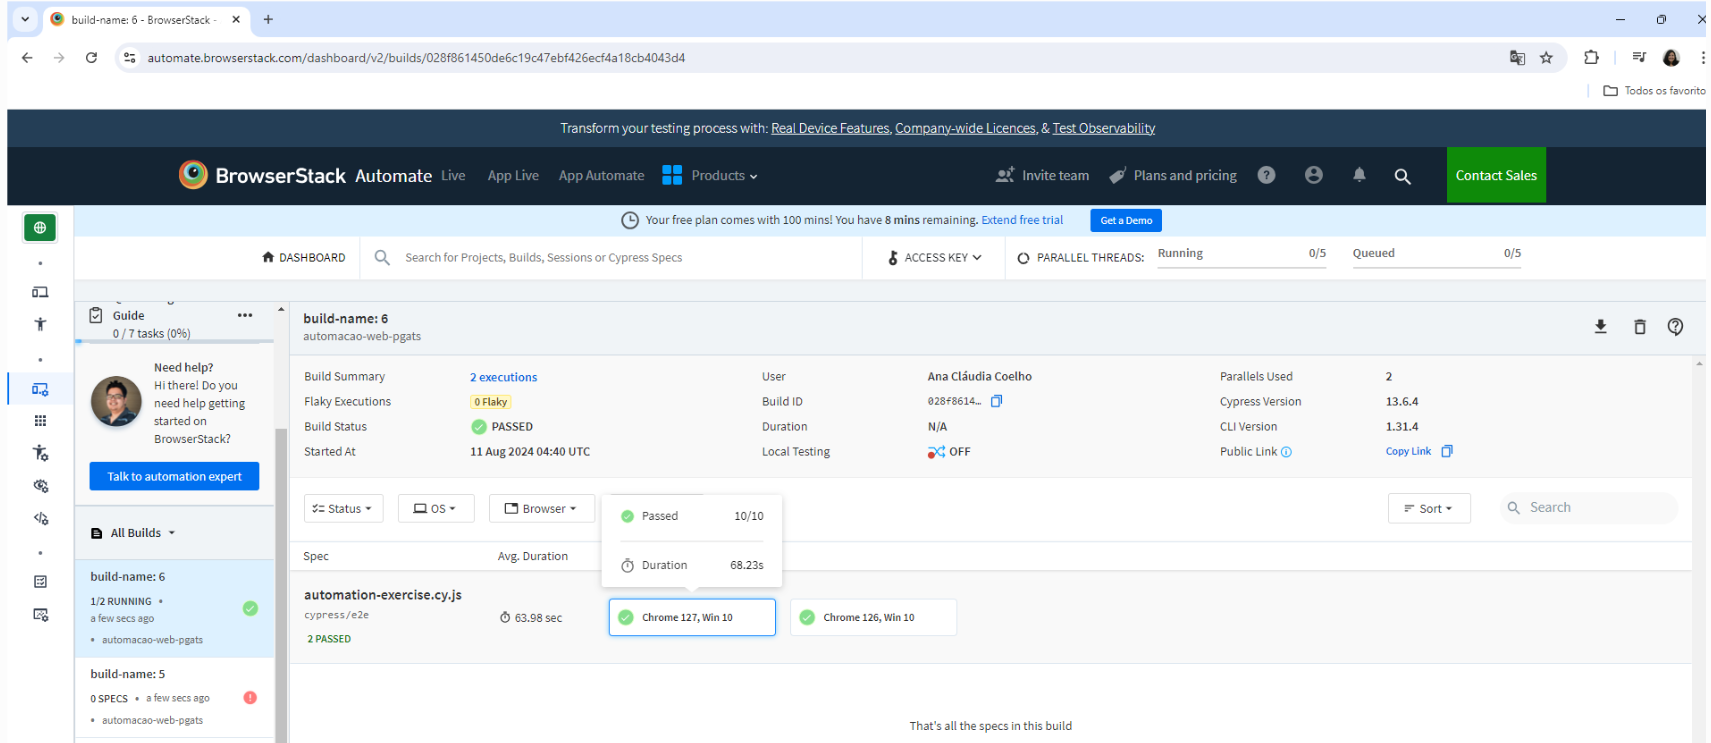 build-name: 6 - BrowserStack -
automate.browserstack.com/dashboard/v2/builds/028f861450de6c19c47ebf426ecf4a18cb4043d4
Todos os favorito
Transform your testing process with: Real Device Features, Company-wide Licences, & Test Observability
BrowserStack Automate Live App Live App Automate Products Invite team Plans and pricing ? Contact Sales
Your free plan comes with 100 mins! You have 8 mins remaining. Extend free trial Get a Demo
DASHBOARD Search for Projects, Builds, Sessions or Cypress Specs ACCESS KEY PARALLEL THREADS: Running 0/5 Queued 0/5
Guide
0 / 7 tasks (0%)
Need help?
Hi there! Do you
need help getting
started on
BrowserStack?
Talk to automation expert
All Builds
build-name: 6
1/2 RUNNING •
a few secs ago
• automacao-web-pgats
build-name: 5
0 SPECS • a few secs ago
• automacao-web-pgats
build-name: 6
automacao-web-pgats
Build Summary 2 executions User Ana Cláudia Coelho Parallels Used 2
Flaky Executions 0 Flaky Build ID 028f8614… Cypress Version 13.6.4
Build Status PASSED Duration N/A CLI Version 1.31.4
Started At 11 Aug 2024 04:40 UTC Local Testing OFF Public Link Copy Link
Status OS Browser Sort Search
Passed 10/10
Duration 68.23s
Spec Avg. Duration
automation-exercise.cy.js
cypress/e2e
2 PASSED
63.98 sec Chrome 127, Win 10 Chrome 126, Win 10
That's all the specs in this build